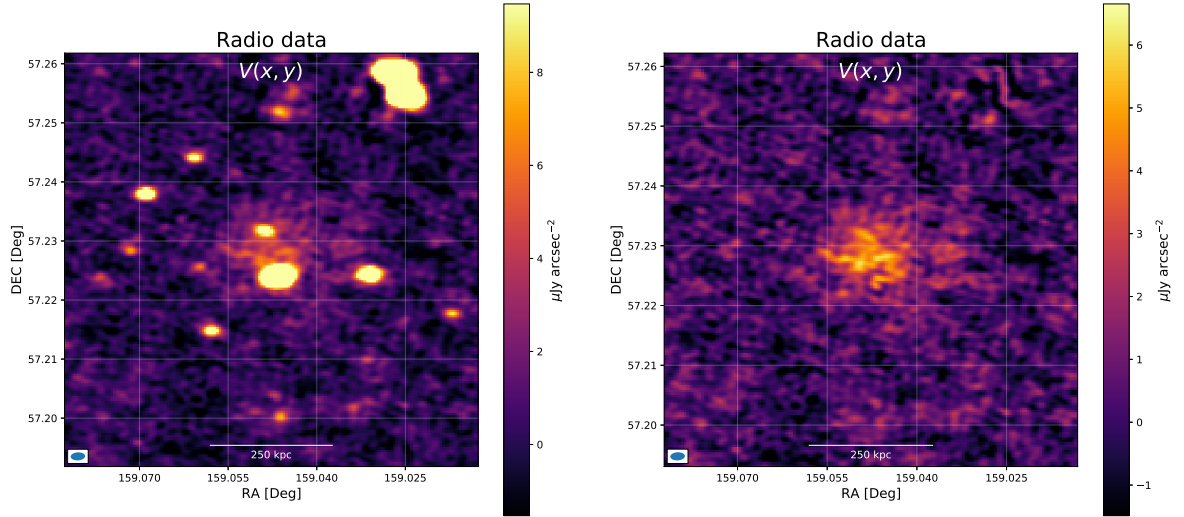 Radio data
V(x, y)
57.26
57.25
57.24
57.23
57.22
57.21
57.20
DEC [Deg]
250 kpc
159.070
159.055
159.040
159.025
RA [Deg]
8
6
4
2
0
μJy arcsec⁻²
Radio data
V(x, y)
57.26
57.25
57.24
57.23
57.22
57.21
57.20
DEC [Deg]
250 kpc
159.070
159.055
159.040
159.025
RA [Deg]
6
5
4
3
2
1
0
−1
μJy arcsec⁻²